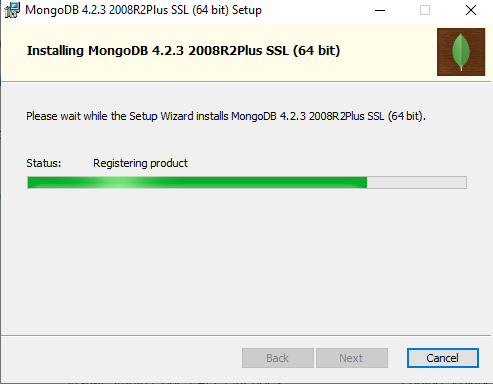 MongoDB 4.2.3 2008R2Plus SSL (64 bit) Setup
Installing MongoDB 4.2.3 2008R2Plus SSL (64 bit)
Please wait while the Setup Wizard installs MongoDB 4.2.3 2008R2Plus SSL (64 bit).
Status: Registering product
Back Next Cancel